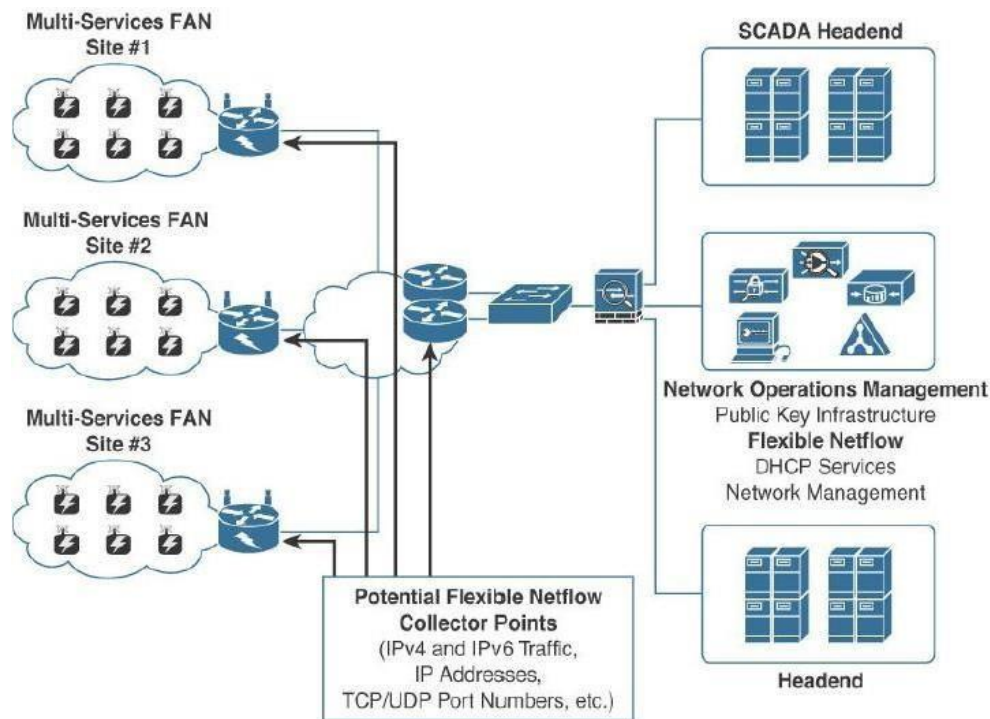 Multi-Services FAN
Site #1
SCADA Headend
Multi-Services FAN
Site #2
Network Operations Management
Public Key Infrastructure
Flexible Netflow
DHCP Services
Network Management
Multi-Services FAN
Site #3
Potential Flexible Netflow
Collector Points
(IPv4 and IPv6 Traffic,
IP Addresses,
TCP/UDP Port Numbers, etc.)
Headend